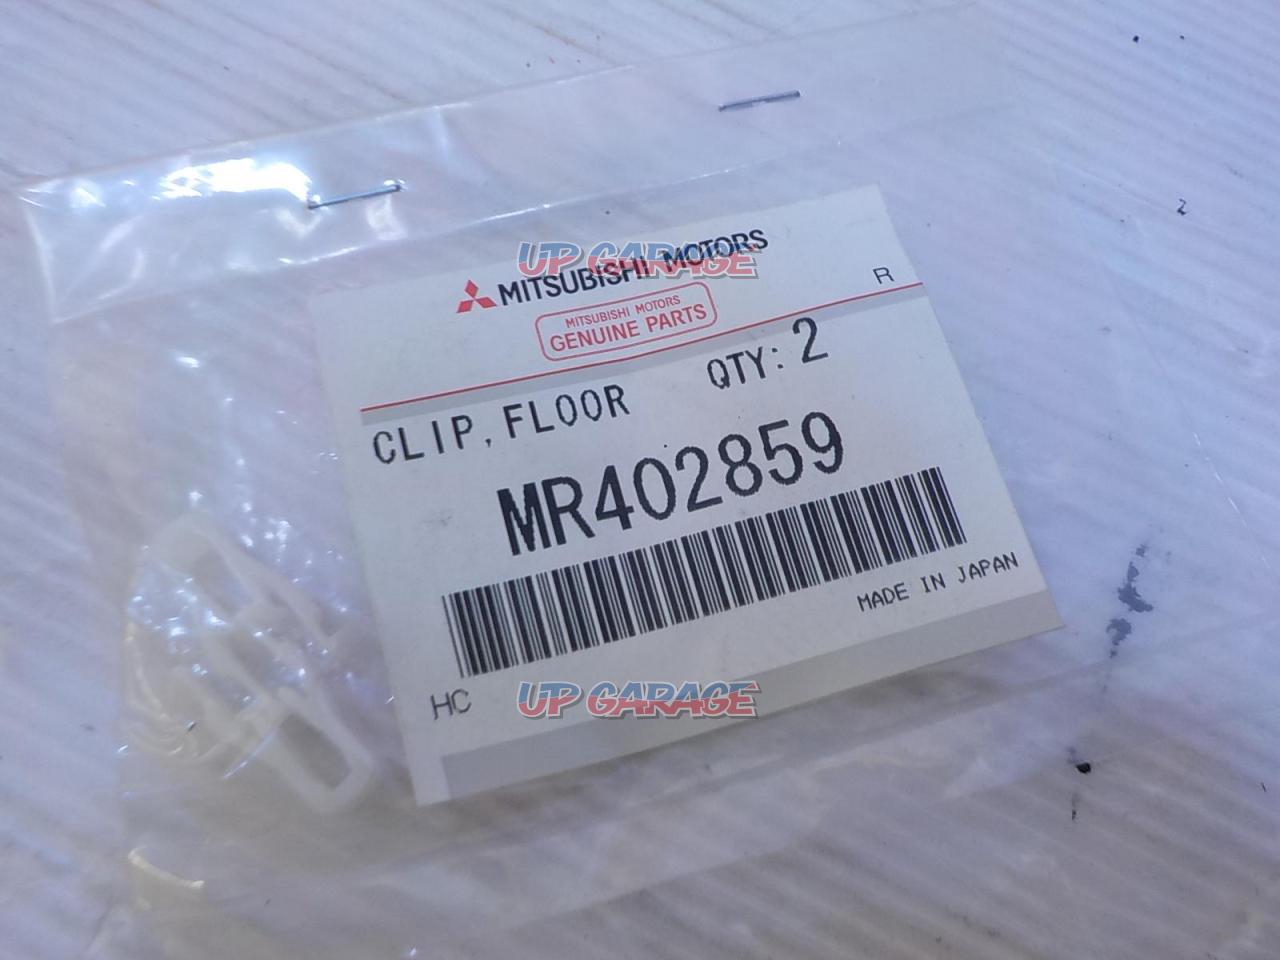 UP GARAGE
MITSUBISHI MOTORS
R
MITSUBISHI MOTORS
GENUINE PARTS
CLIP, FLOOR QTY: 2
MR402859
MADE IN JAPAN
HC
UP GARAGE